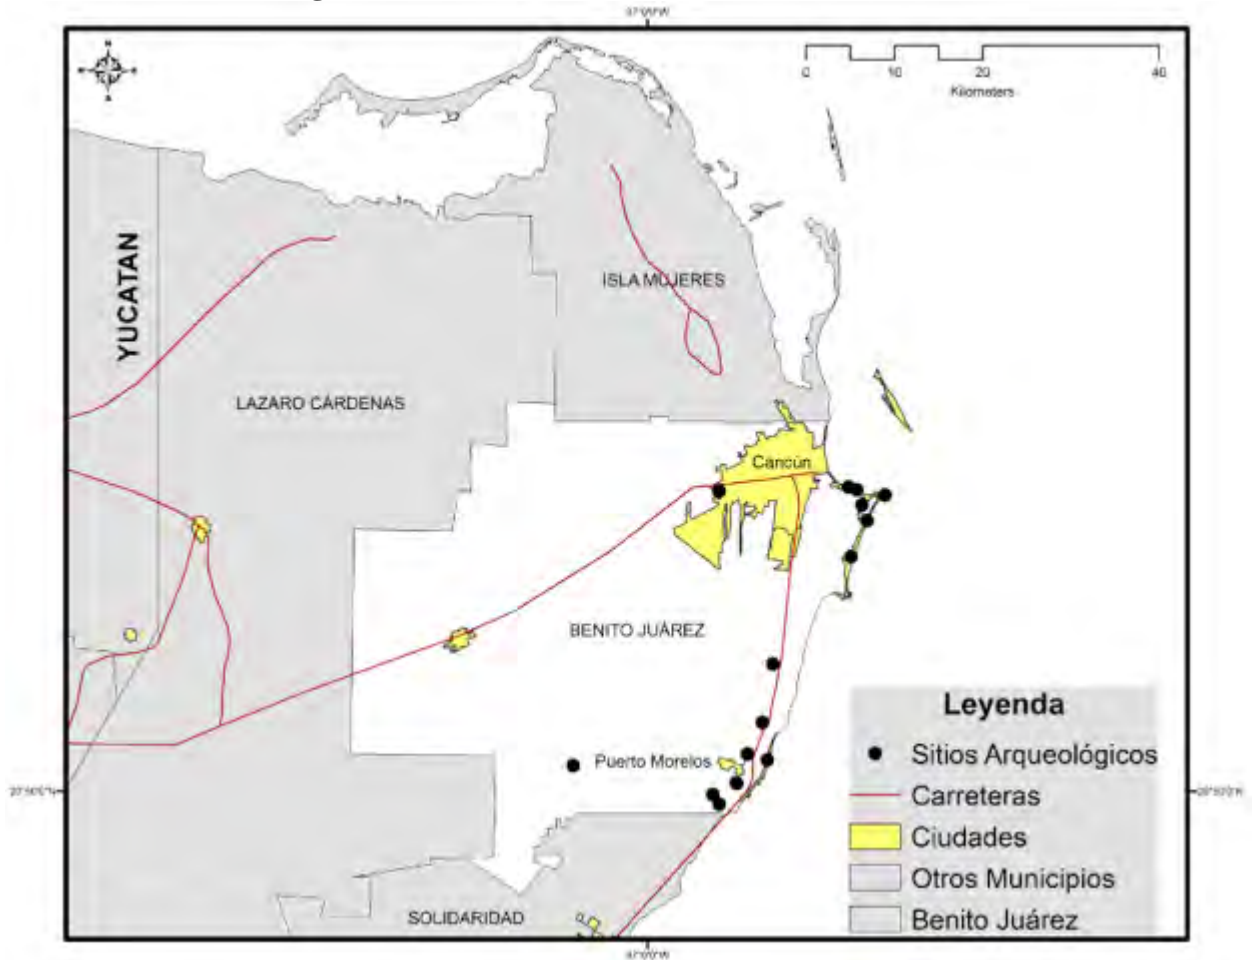 0 10 20 40
Kilometers
YUCATAN
ISLA MUJERES
LAZARO CÁRDENAS
Cancún
BENITO JUÁREZ
Puerto Morelos
SOLIDARIDAD
Leyenda
Sitios Arqueológicos
Carreteras
Ciudades
Otros Municipios
Benito Juárez